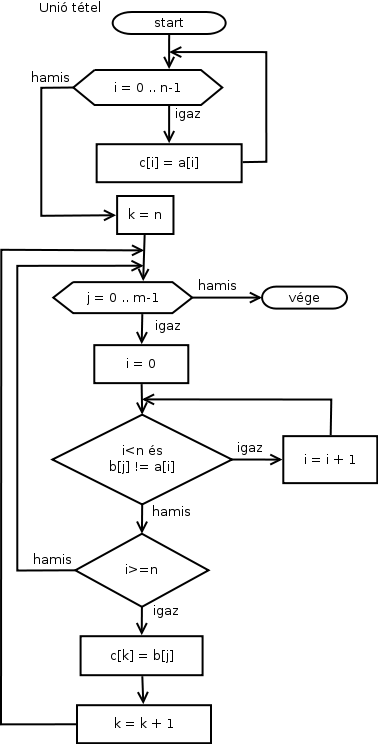 Unió tétel
start
hamis
i = 0 .. n-1
igaz
c[i] = a[i]
k = n
hamis
j = 0 .. m-1
vége
igaz
i = 0
i<n és
b[j] != a[i]
igaz
i = i + 1
hamis
hamis
i>=n
igaz
c[k] = b[j]
k = k + 1